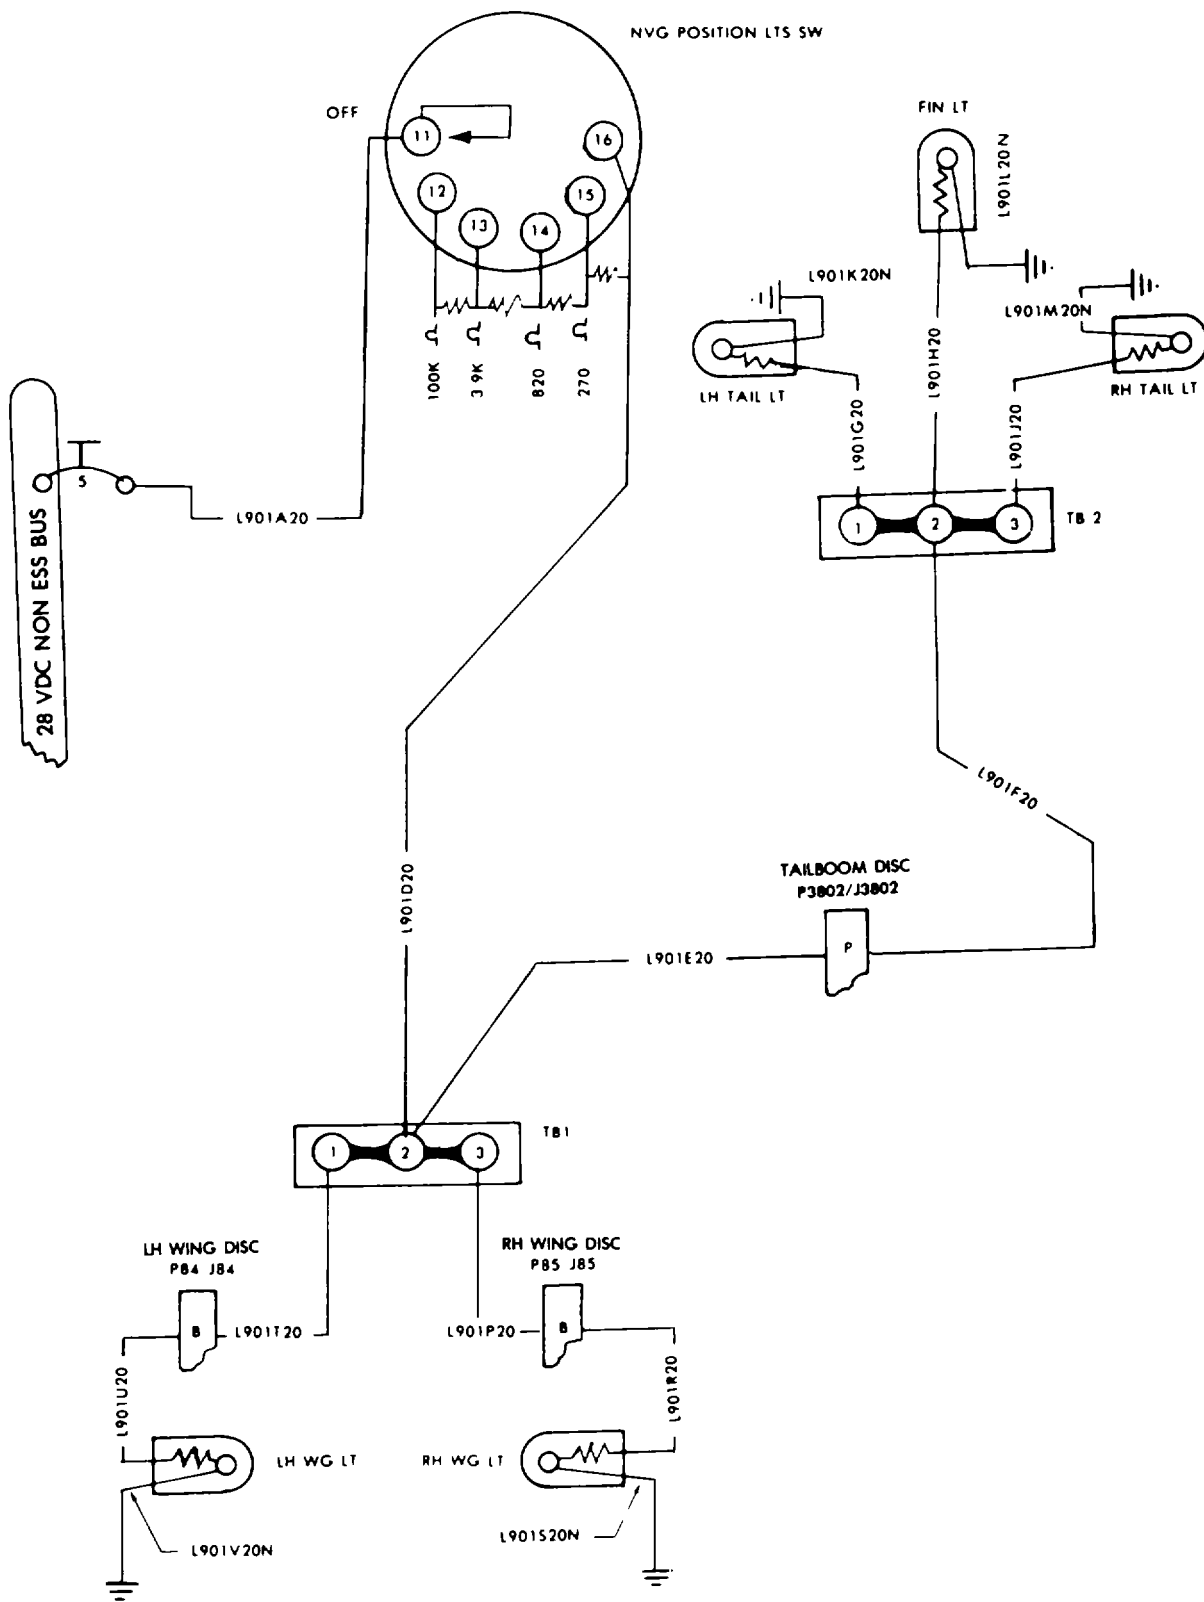 NVG POSITION LTS SW
OFF
11
16
12
15
13
14
100K
3 9K
820
270
FIN LT
L901L20N
L901K20N
L901M20N
LH TAIL LT
RH TAIL LT
L901G20
L901H20
L901J20
1
2
3
TB 2
5
L901A20
28 VDC NON ESS BUS
L901F20
L901D20
TAILBOOM DISC
P3802/J3802
P
L901E20
TB1
1
2
3
LH WING DISC
P84 J84
RH WING DISC
P85 J85
B
L901T20
L901P20
B
L901U20
L901R20
LH WG LT
RH WG LT
L901V20N
L901S20N